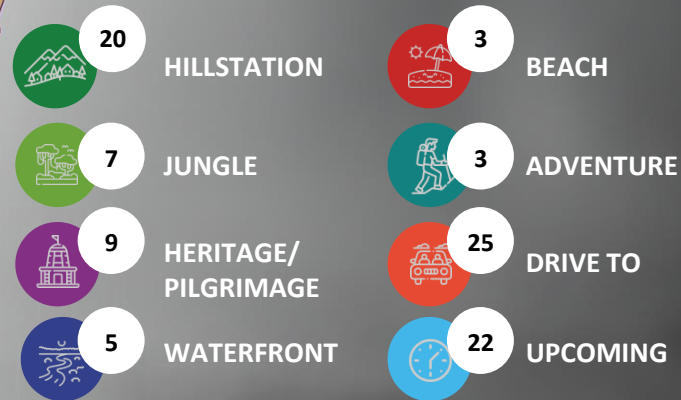 20
HILLSTATION
7
JUNGLE
9
HERITAGE/
PILGRIMAGE
5
WATERFRONT
3
BEACH
3
ADVENTURE
25
DRIVE TO
22
UPCOMING